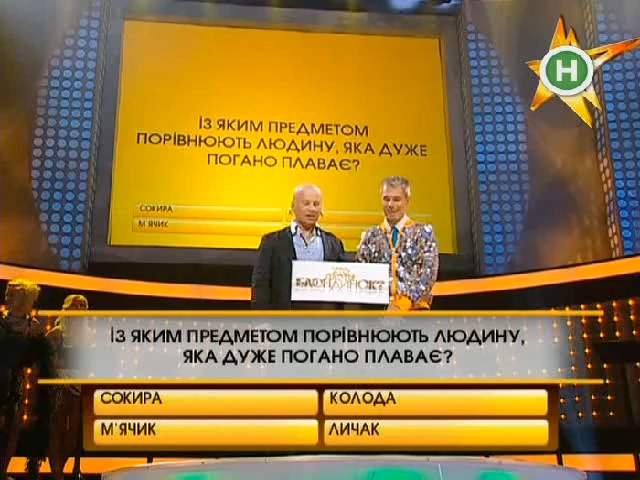 Н
ІЗ ЯКИМ ПРЕДМЕТОМ
ПОРІВНЮЮТЬ ЛЮДИНУ, ЯКА ДУЖЕ
ПОГАНО ПЛАВАЄ?
СОКИРА
М'ЯЧИК
ІЗ ЯКИМ ПРЕДМЕТОМ ПОРІВНЮЮТЬ ЛЮДИНУ,
ЯКА ДУЖЕ ПОГАНО ПЛАВАЄ?
СОКИРА
КОЛОДА
М'ЯЧИК
ЛИЧАК